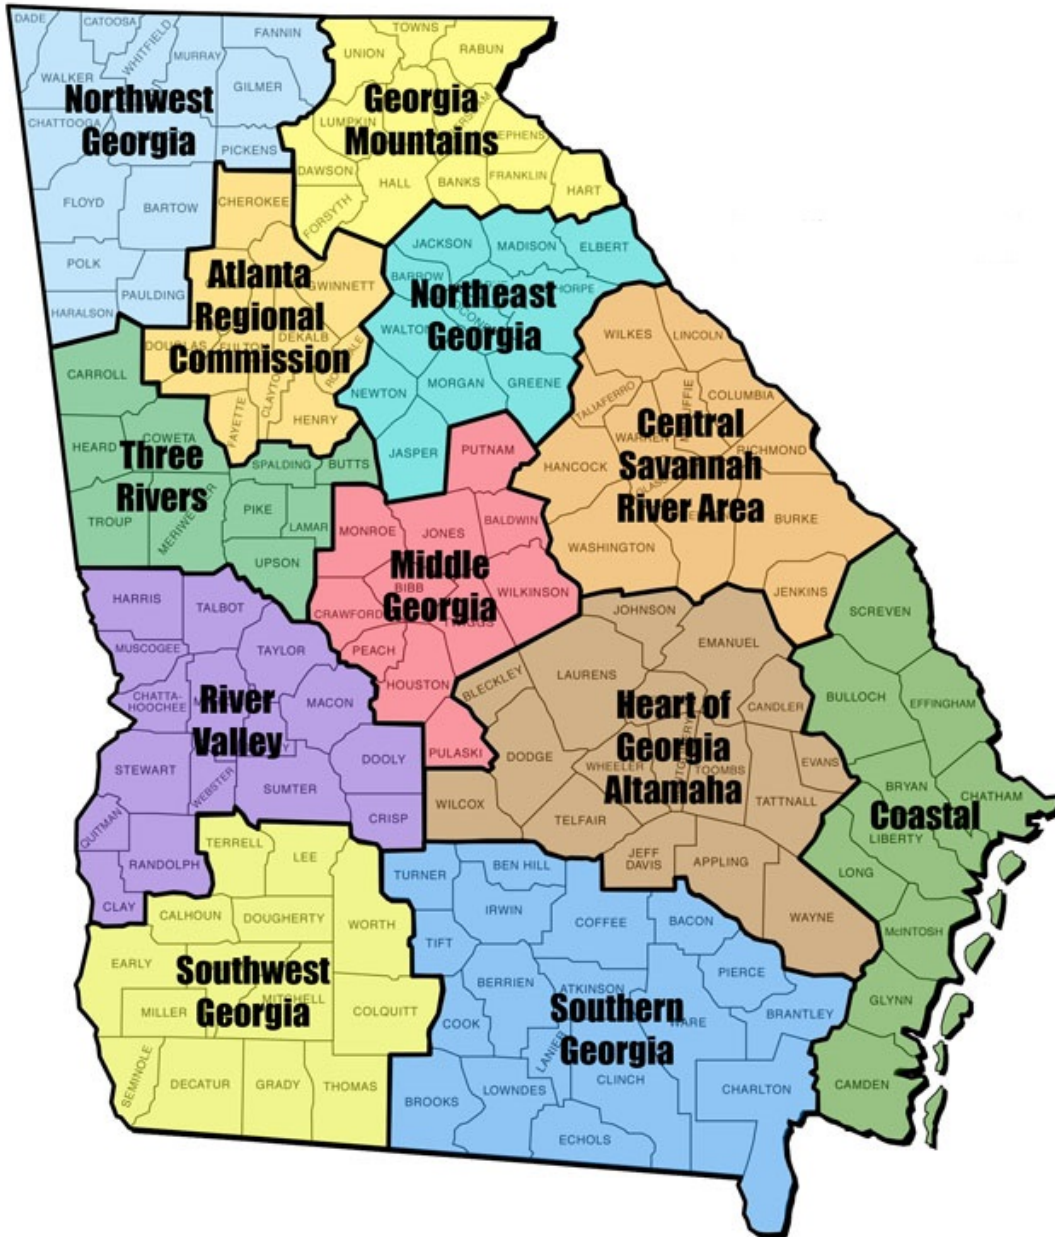 DADE
CATOOSA
WHITFIELD
FANNIN
MURRAY
WALKER
GILMER
Northwest
Georgia
CHATTOOGA
PICKENS
FLOYD
BARTOW
POLK
PAULDING
HARALSON
TOWNS
UNION
RABUN
Georgia
Mountains
LUMPKIN
DAWSON
HALL
BANKS
FRANKLIN
HART
FORSYTH
CHEROKEE
Atlanta
Regional
Commission
GWINNETT
DOUGLAS
FULTON
DEKALB
CLAYTON
FAYETTE
HENRY
JACKSON
MADISON
ELBERT
BARROW
Northeast
Georgia
WALTON
NEWTON
MORGAN
GREENE
JASPER
CARROLL
HEARD
COWETA
Three
Rivers
SPALDING
BUTTS
TROUP
MERIWETHER
PIKE
LAMAR
UPSON
WILKES
LINCOLN
TALIAFERRO
COLUMBIA
WARREN
Central
Savannah
River Area
RICHMOND
HANCOCK
WASHINGTON
BURKE
JENKINS
PUTNAM
MONROE
JONES
BALDWIN
Middle
Georgia
BIBB
WILKINSON
CRAWFORD
PEACH
HOUSTON
PULASKI
HARRIS
TALBOT
MUSCOGEE
TAYLOR
CHATTA-
HOOCHEE
MACON
River
Valley
DOOLY
STEWART
WEBSTER
SUMTER
CRISP
QUITMAN
RANDOLPH
CLAY
JOHNSON
EMANUEL
BLECKLEY
LAURENS
CANDLER
Heart of
Georgia
Altamaha
DODGE
WHEELER
TOOMBS
EVANS
TATTNALL
WILCOX
TELFAIR
JEFF
DAVIS
APPLING
WAYNE
SCREVEN
BULLOCH
EFFINGHAM
BRYAN
CHATHAM
Coastal
LIBERTY
LONG
McINTOSH
GLYNN
CAMDEN
TERRELL
LEE
CALHOUN
DOUGHERTY
WORTH
EARLY
Southwest
Georgia
MITCHELL
MILLER
COLQUITT
SEMINOLE
DECATUR
GRADY
THOMAS
TURNER
BEN HILL
IRWIN
COFFEE
BACON
TIFT
BERRIEN
ATKINSON
PIERCE
COOK
Southern
Georgia
WARE
BRANTLEY
LANIER
CLINCH
CHARLTON
BROOKS
LOWNDES
ECHOLS